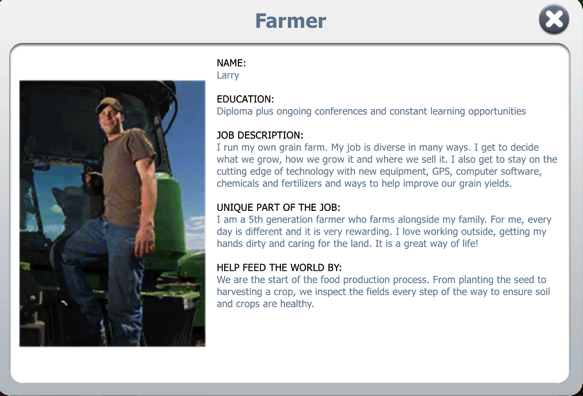 Farmer
NAME:
Larry
EDUCATION:
Diploma plus ongoing conferences and constant learning opportunities
JOB DESCRIPTION:
I run my own grain farm. My job is diverse in many ways. I get to decide
what we grow, how we grow it and where we sell it. I also get to stay on the
cutting edge of technology with new equipment, GPS, computer software,
chemicals and fertilizers and ways to help improve our grain yields.
UNIQUE PART OF THE JOB:
I am a 5th generation farmer who farms alongside my family. For me, every
day is different and it is very rewarding. I love working outside, getting my
hands dirty and caring for the land. It is a great way of life!
HELP FEED THE WORLD BY:
We are the start of the food production process. From planting the seed to
harvesting a crop, we inspect the fields every step of the way to ensure soil
and crops are healthy.